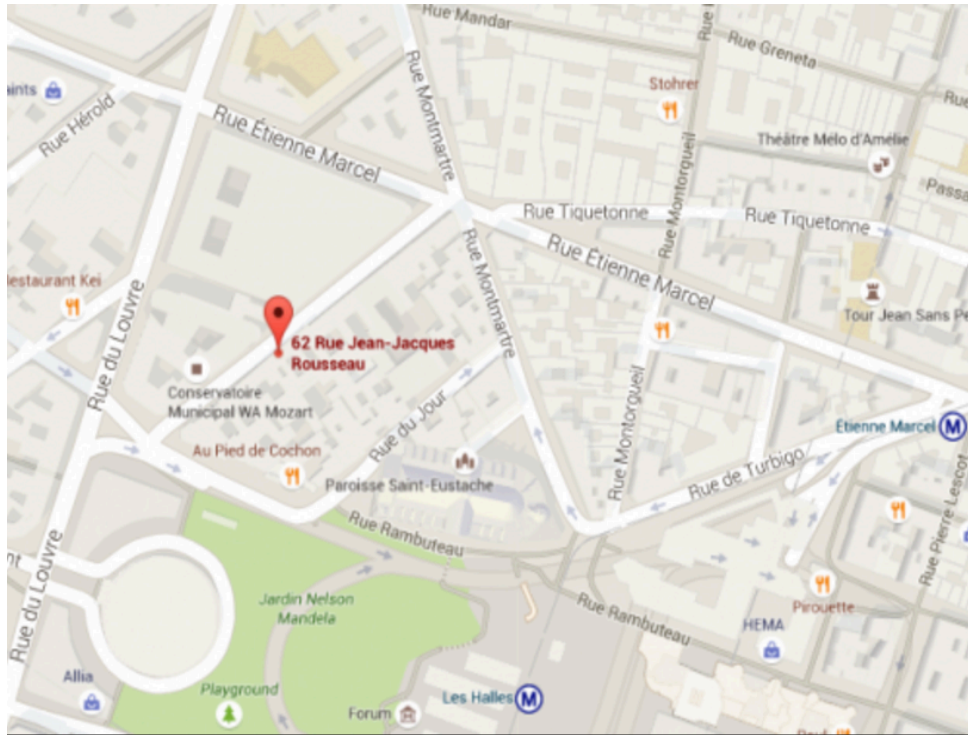 Rue Mandar
Rue Greneta
Stohrer
aints
Rue Hérold
Rue Montmartre
Rue Étienne Marcel
Rue Montorgueil
Théâtre Mélo d'Amélie
Rue
Passa
Rue Tiquetonne
Rue Tiquetonne
Rue Étienne Marcel
Rue Montmartre
Restaurant Kei
Rue du Louvre
Tour Jean Sans Pe
62 Rue Jean-Jacques
Rousseau
Conservatoire
Municipal WA Mozart
Rue du Jour
Rue Montorgueil
Étienne Marcel
M
Au Pied de Cochon
Paroisse Saint-Eustache
Rue de Turbigo
Rue Pierre Lescot
Rue Rambuteau
Rue du Louvre
nt
Jardin Nelson
Mandela
Rue Rambuteau
Pirouette
HEMA
Allia
Playground
Les Halles
M
Forum